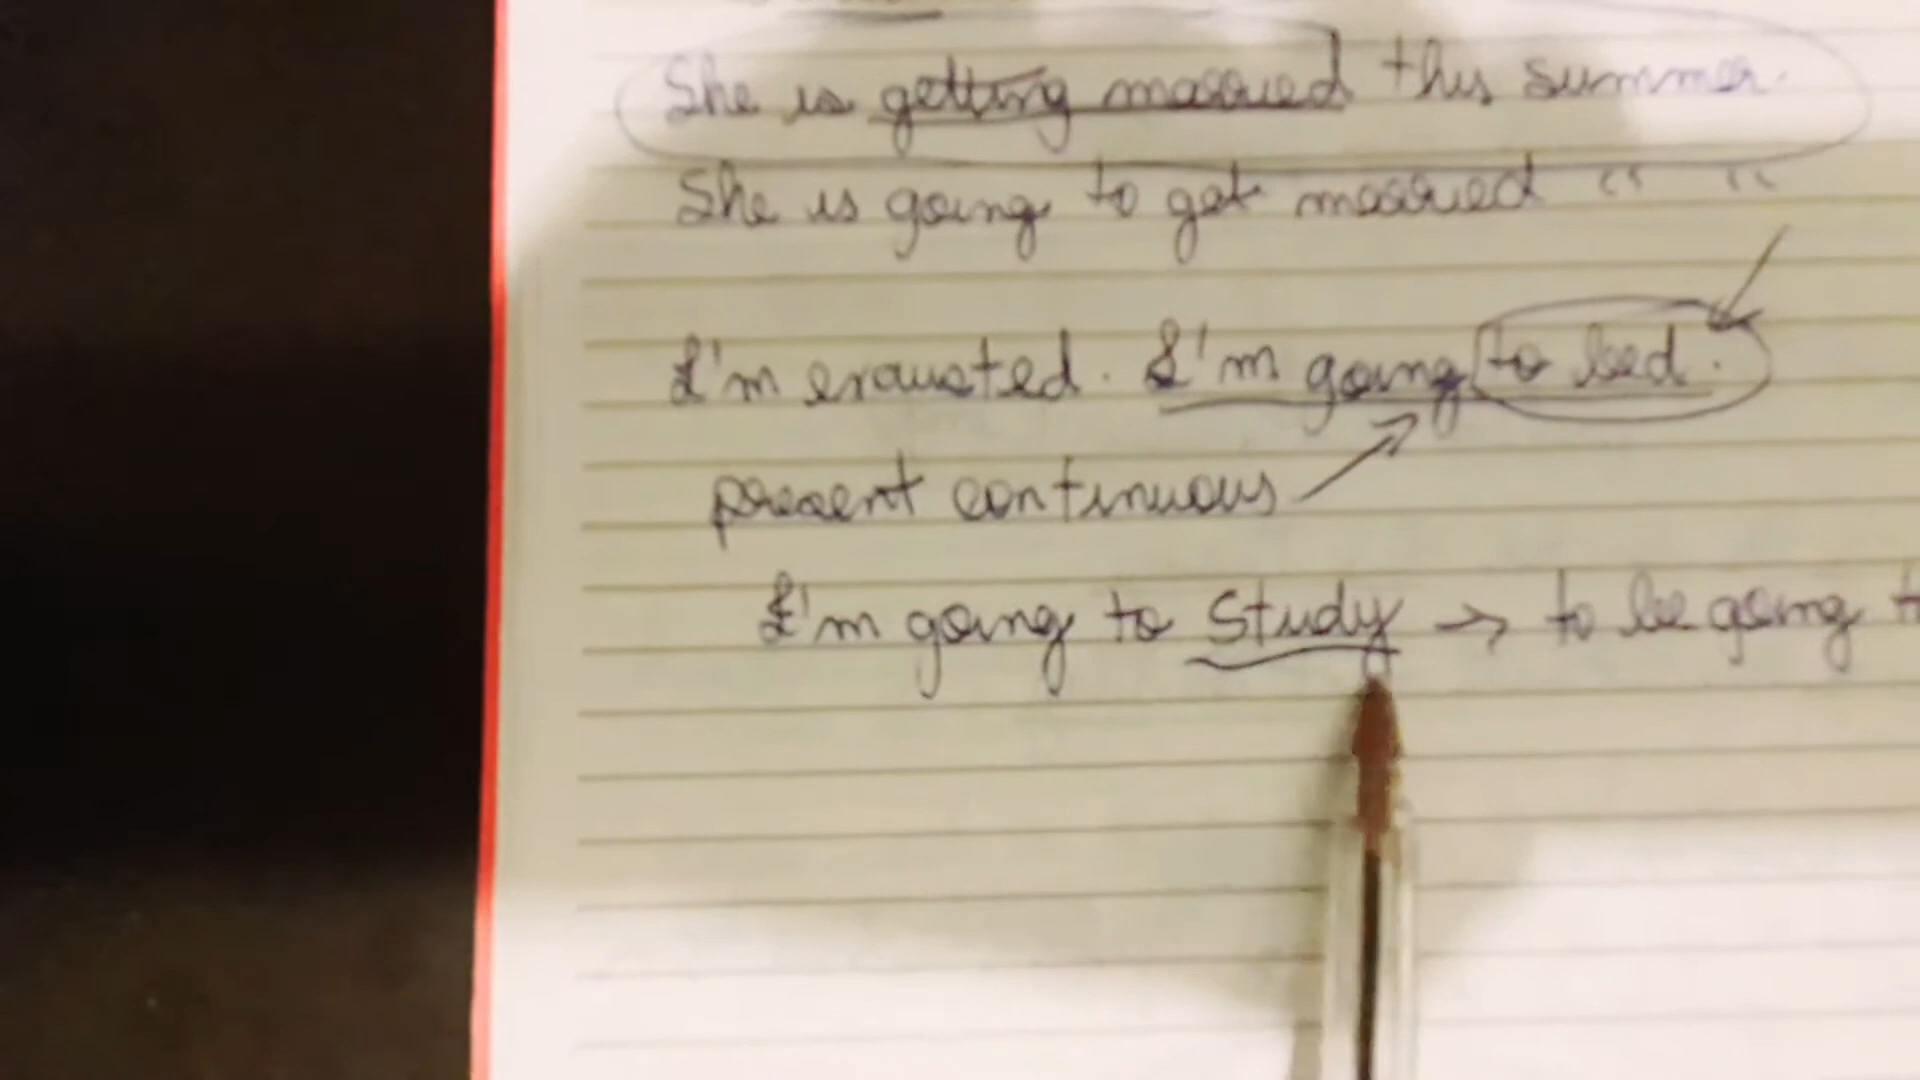 She is getting married this summer.
She is going to get married " "
I'm exausted. I'm going to bed.
present continuous
I'm going to study → to be going